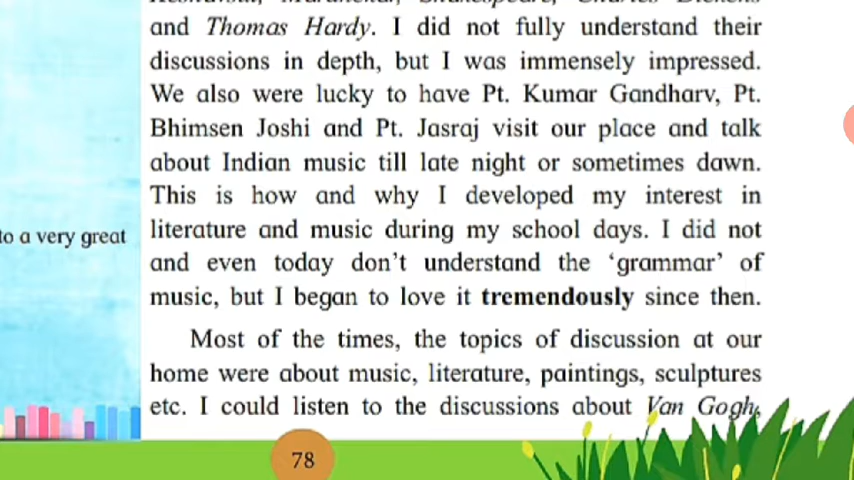 and Thomas Hardy. I did not fully understand their
discussions in depth, but I was immensely impressed.
We also were lucky to have Pt. Kumar Gandharv, Pt.
Bhimsen Joshi and Pt. Jasraj visit our place and talk
about Indian music till late night or sometimes dawn.
This is how and why I developed my interest in
literature and music during my school days. I did not
to a very great
and even today don't understand the 'grammar' of
music, but I began to love it tremendously since then.
Most of the times, the topics of discussion at our
home were about music, literature, paintings, sculptures
etc. I could listen to the discussions about Van Gogh,
78